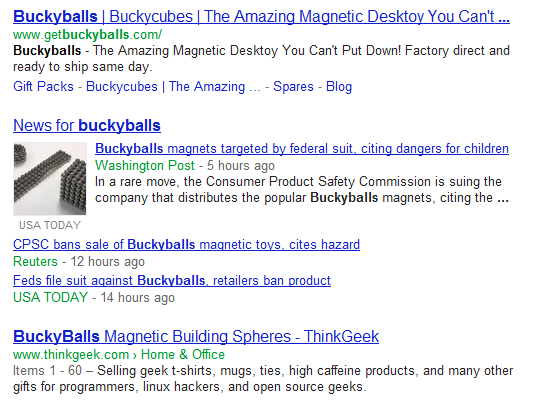 Buckyballs | Buckycubes | The Amazing Magnetic Desktoy You Can't ...
www.getbuckyballs.com/
Buckyballs - The Amazing Magnetic Desktoy You Can't Put Down! Factory direct and
ready to ship same day.
Gift Packs - Buckycubes | The Amazing ... - Spares - Blog
News for buckyballs
Buckyballs magnets targeted by federal suit, citing dangers for children
Washington Post - 5 hours ago
In a rare move, the Consumer Product Safety Commission is suing the
company that distributes the popular Buckyballs magnets, citing the ...
USA TODAY
CPSC bans sale of Buckyballs magnetic toys, cites hazard
Reuters - 12 hours ago
Feds file suit against Buckyballs, retailers ban product
USA TODAY - 14 hours ago
BuckyBalls Magnetic Building Spheres - ThinkGeek
www.thinkgeek.com › Home & Office
Items 1 - 60 – Selling geek t-shirts, mugs, ties, high caffeine products, and many other
gifts for programmers, linux hackers, and open source geeks.